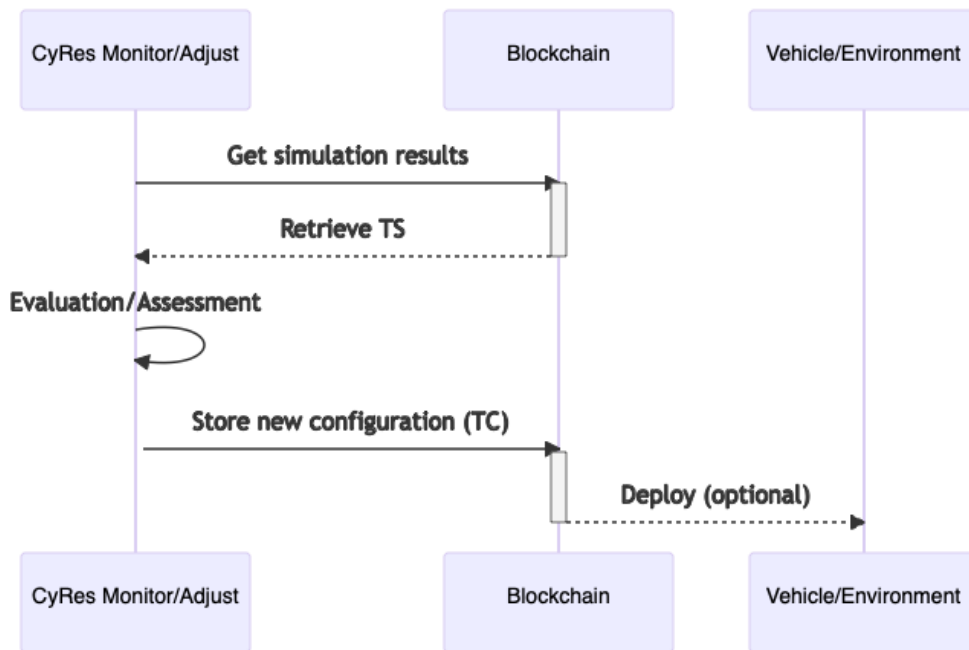 CyRes Monitor/Adjust
Blockchain
Vehicle/Environment
Get simulation results
Retrieve TS
Evaluation/Assessment
Store new configuration (TC)
Deploy (optional)
CyRes Monitor/Adjust
Blockchain
Vehicle/Environment